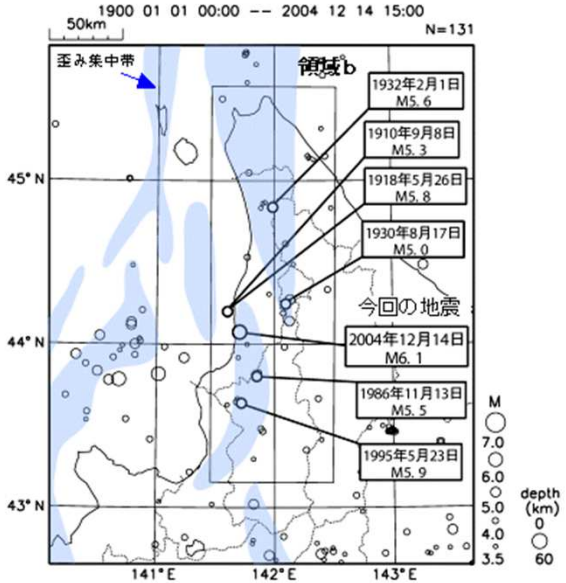 1900 01 01 00:00 -- 2004 12 14 15:00
50km
N=131
歪み集中帯
領域b
1932年2月1日
M5.6
1910年9月8日
M5.3
1918年5月26日
M5.8
1930年8月17日
M5.0
今回の地震
2004年12月14日
M6.1
1986年11月13日
M5.5
1995年5月23日
M5.9
45°N
44°N
43°N
141°E
142°E
143°E
M
7.0
6.0
5.0
4.0
3.5
depth
(km)
0
60